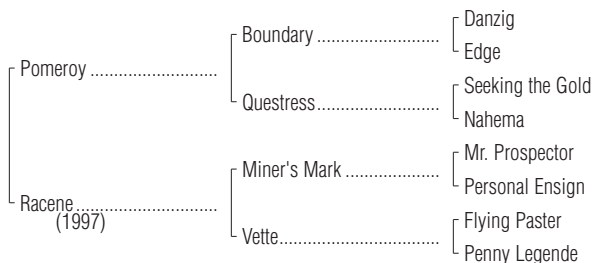 Danzig
Boundary ...........................
Edge
Pomeroy ............................
Seeking the Gold
Questress...........................
Nahema
Mr. Prospector
Miner's Mark .....................
Personal Ensign
Racene ..............................
(1997)
Flying Paster
Vette..................................
Penny Legende